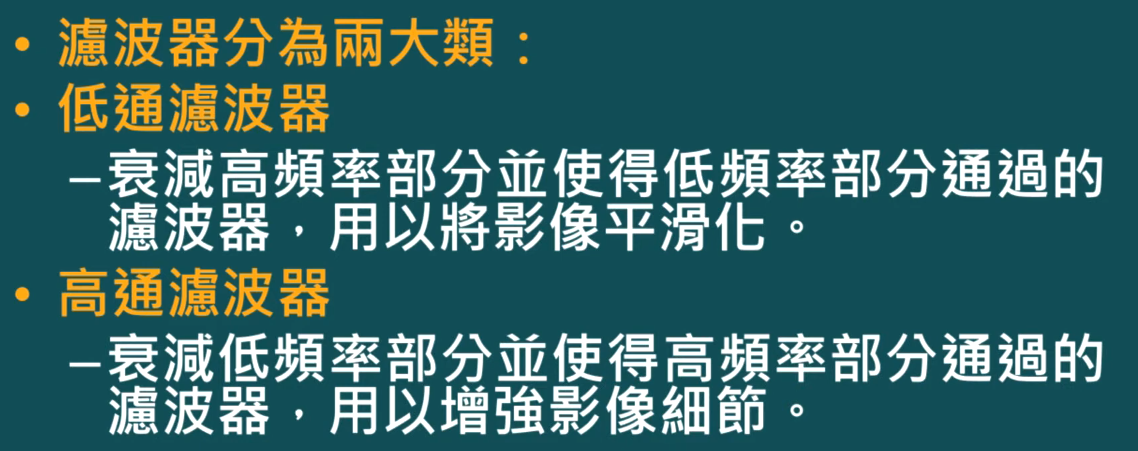 • 濾波器分為兩大類：
• 低通濾波器
–衰減高頻率部分並使得低頻率部分通過的
濾波器，用以將影像平滑化。
• 高通濾波器
–衰減低頻率部分並使得高頻率部分通過的
濾波器，用以增強影像細節。